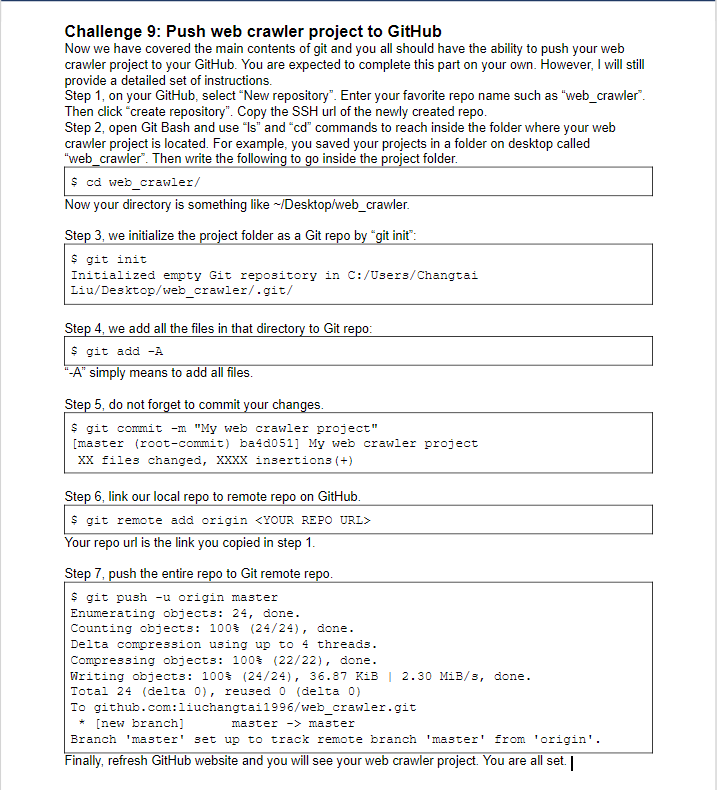 Challenge 9: Push web crawler project to GitHub
Now we have covered the main contents of git and you all should have the ability to push your web
crawler project to your GitHub. You are expected to complete this part on your own. However, I will still
provide a detailed set of instructions.
Step 1, on your GitHub, select “New repository”. Enter your favorite repo name such as “web_crawler”.
Then click “create repository”. Copy the SSH url of the newly created repo.
Step 2, open Git Bash and use “ls” and “cd” commands to reach inside the folder where your web
crawler project is located. For example, you saved your projects in a folder on desktop called
“web_crawler”. Then write the following to go inside the project folder.
$ cd web_crawler/
Now your directory is something like ~/Desktop/web_crawler.
Step 3, we initialize the project folder as a Git repo by “git init”:
$ git init
Initialized empty Git repository in C:/Users/Changtai
Liu/Desktop/web_crawler/.git/
Step 4, we add all the files in that directory to Git repo:
$ git add -A
“-A” simply means to add all files.
Step 5, do not forget to commit your changes.
$ git commit -m "My web crawler project"
[master (root-commit) ba4d051] My web crawler project
XX files changed, XXXX insertions(+)
Step 6, link our local repo to remote repo on GitHub.
$ git remote add origin <YOUR REPO URL>
Your repo url is the link you copied in step 1.
Step 7, push the entire repo to Git remote repo.
$ git push -u origin master
Enumerating objects: 24, done.
Counting objects: 100% (24/24), done.
Delta compression using up to 4 threads.
Compressing objects: 100% (22/22), done.
Writing objects: 100% (24/24), 36.87 KiB | 2.30 MiB/s, done.
Total 24 (delta 0), reused 0 (delta 0)
To github.com:liuchangtai1996/web_crawler.git
* [new branch] master -> master
Branch 'master' set up to track remote branch 'master' from 'origin'.
Finally, refresh GitHub website and you will see your web crawler project. You are all set.